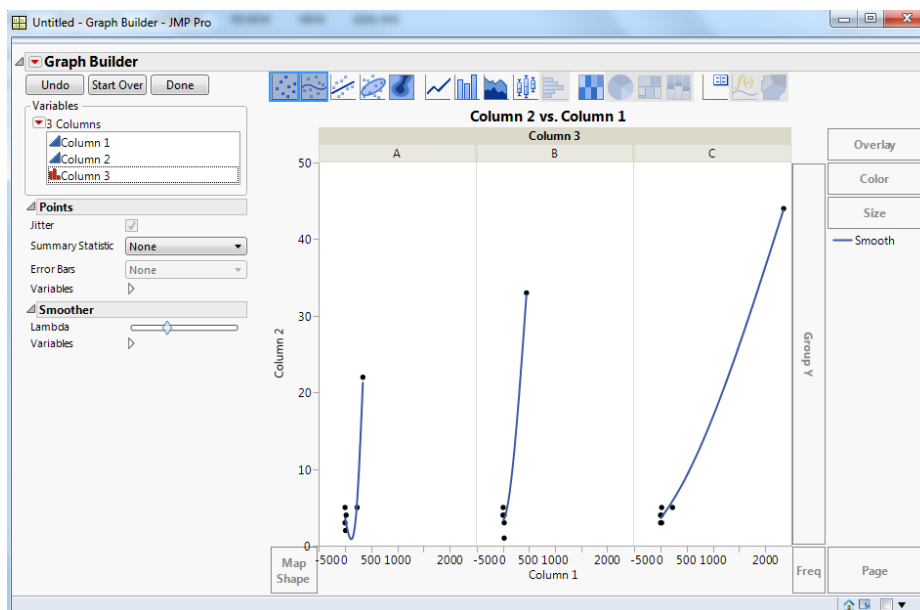 Untitled - Graph Builder - JMP Pro
Graph Builder
Undo Start Over Done
Variables
3 Columns
Column 1
Column 2
Column 3
Points
Jitter
Summary Statistic None
Error Bars None
Variables
Smoother
Lambda
Variables
Column 2 vs. Column 1
Column 3
A B C
50
40
30
20
10
0
Column 2
-5000 500 1000 2000 -5000 500 1000 2000 -5000 500 1000 2000
Column 1
Map Shape
Group Y
Freq
Page
Overlay
Color
Size
Smooth